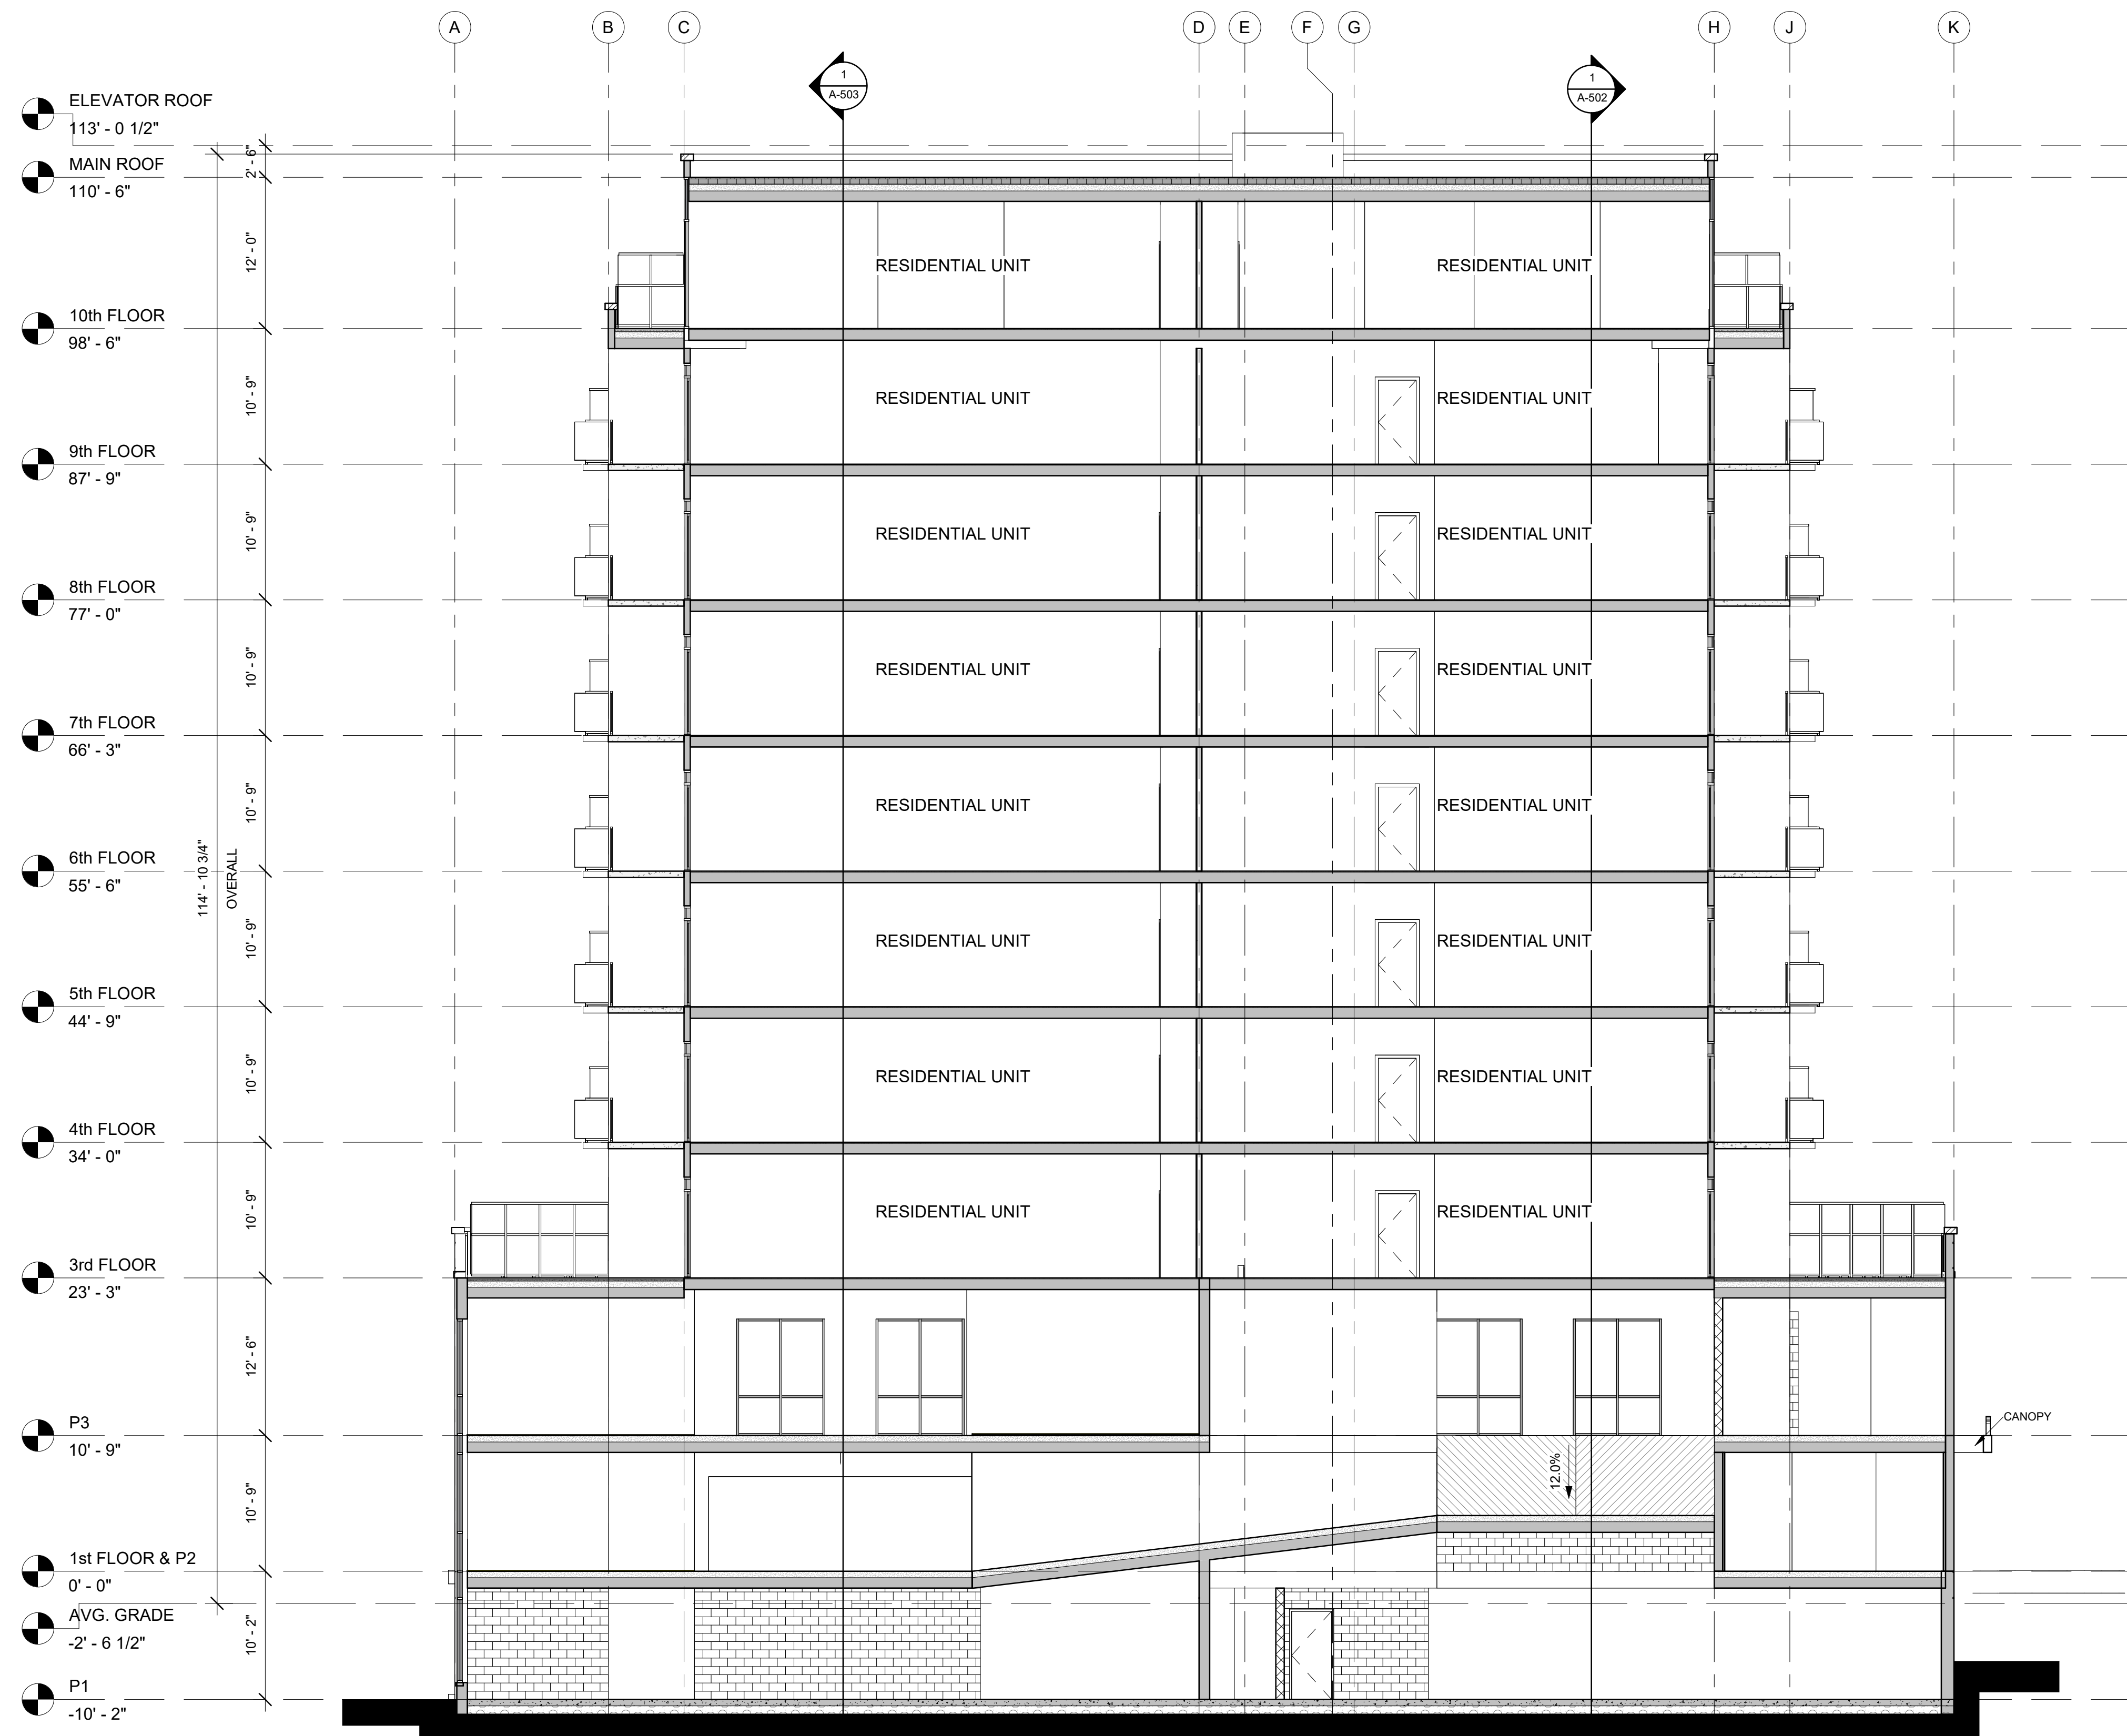 A B C D E F G H J K
1
A-503
1
A-502
ELEVATOR ROOF
113' - 0 1/2"
2' - 6"
MAIN ROOF
110' - 6"
12' - 0"
RESIDENTIAL UNIT RESIDENTIAL UNIT
10th FLOOR
98' - 6"
10' - 9"
RESIDENTIAL UNIT RESIDENTIAL UNIT
9th FLOOR
87' - 9"
10' - 9"
RESIDENTIAL UNIT RESIDENTIAL UNIT
8th FLOOR
77' - 0"
10' - 9"
RESIDENTIAL UNIT RESIDENTIAL UNIT
7th FLOOR
66' - 3"
10' - 9"
RESIDENTIAL UNIT RESIDENTIAL UNIT
114' - 10 3/4"
OVERALL
6th FLOOR
55' - 6"
10' - 9"
RESIDENTIAL UNIT RESIDENTIAL UNIT
5th FLOOR
44' - 9"
10' - 9"
RESIDENTIAL UNIT RESIDENTIAL UNIT
4th FLOOR
34' - 0"
10' - 9"
RESIDENTIAL UNIT RESIDENTIAL UNIT
3rd FLOOR
23' - 3"
12' - 6"
P3
10' - 9"
CANOPY
12.0%
10' - 9"
1st FLOOR & P2
0' - 0"
AVG. GRADE
-2' - 6 1/2"
10' - 2"
P1
-10' - 2"